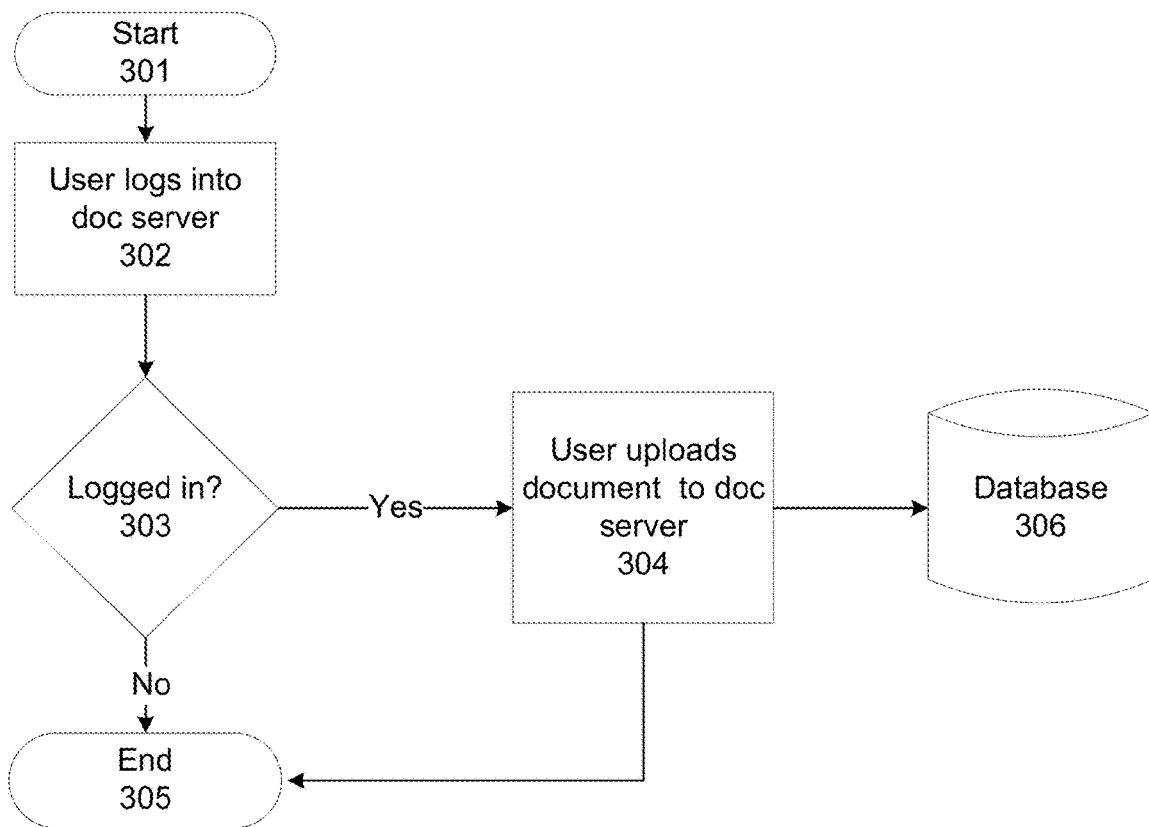 Start
301
User logs into
doc server
302
Logged in?
303
Yes
User uploads
document to doc
server
304
Database
306
No
End
305